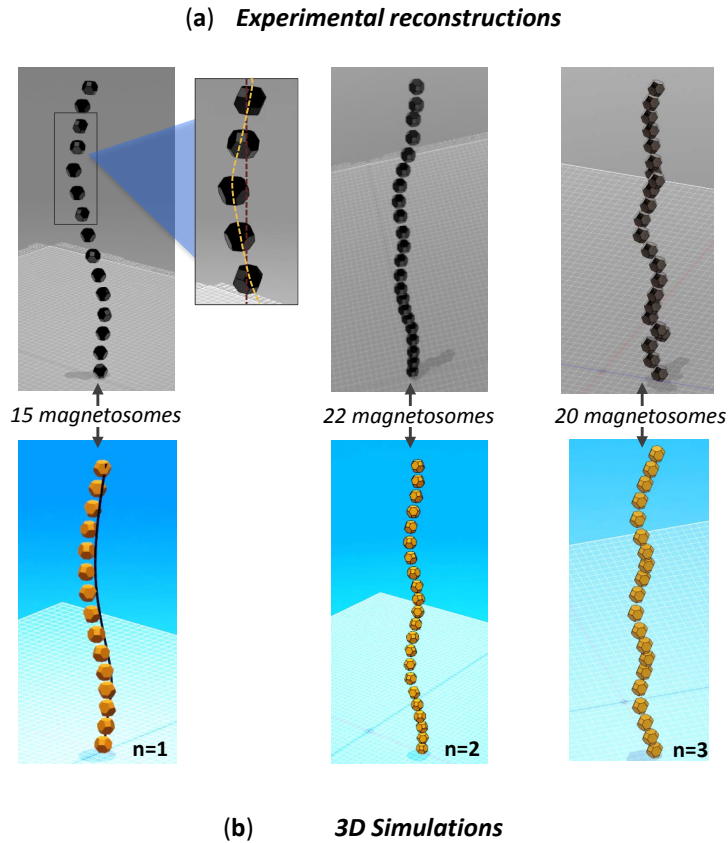 (a) Experimental reconstructions
15 magnetosomes
22 magnetosomes
20 magnetosomes
n=1
n=2
n=3
(b) 3D Simulations